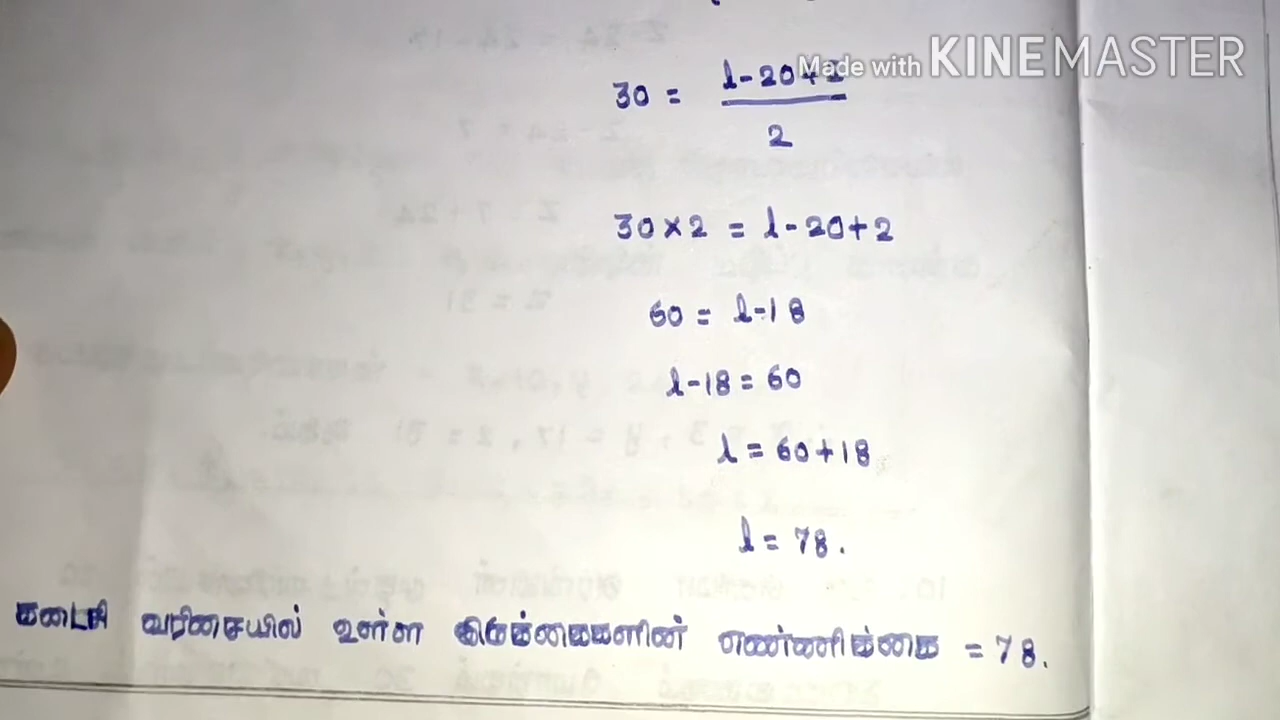 Made with KINEMASTER
30 = l-20+2
2
30×2 = l-20+2
60 = l-18
l-18 = 60
l = 60+18
l = 78.
கடைசி வரிசையில் உள்ள இருக்கைகளின் எண்ணிக்கை = 78.